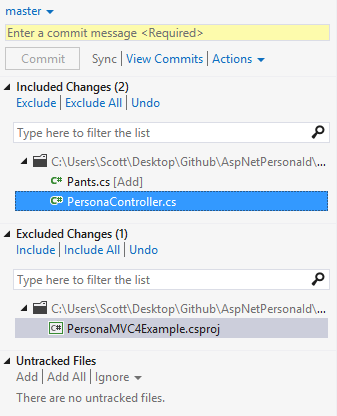 master
Enter a commit message <Required>
Commit Sync View Commits Actions
Included Changes (2)
Exclude Exclude All Undo
Type here to filter the list
C:\Users\Scott\Desktop\Github\AspNetPersonaId\...
C# Pants.cs [Add]
C# PersonaController.cs
Excluded Changes (1)
Include Include All Undo
Type here to filter the list
C:\Users\Scott\Desktop\Github\AspNetPersonaId\...
C# PersonaMVC4Example.csproj
Untracked Files
Add Add All Ignore
There are no untracked files.